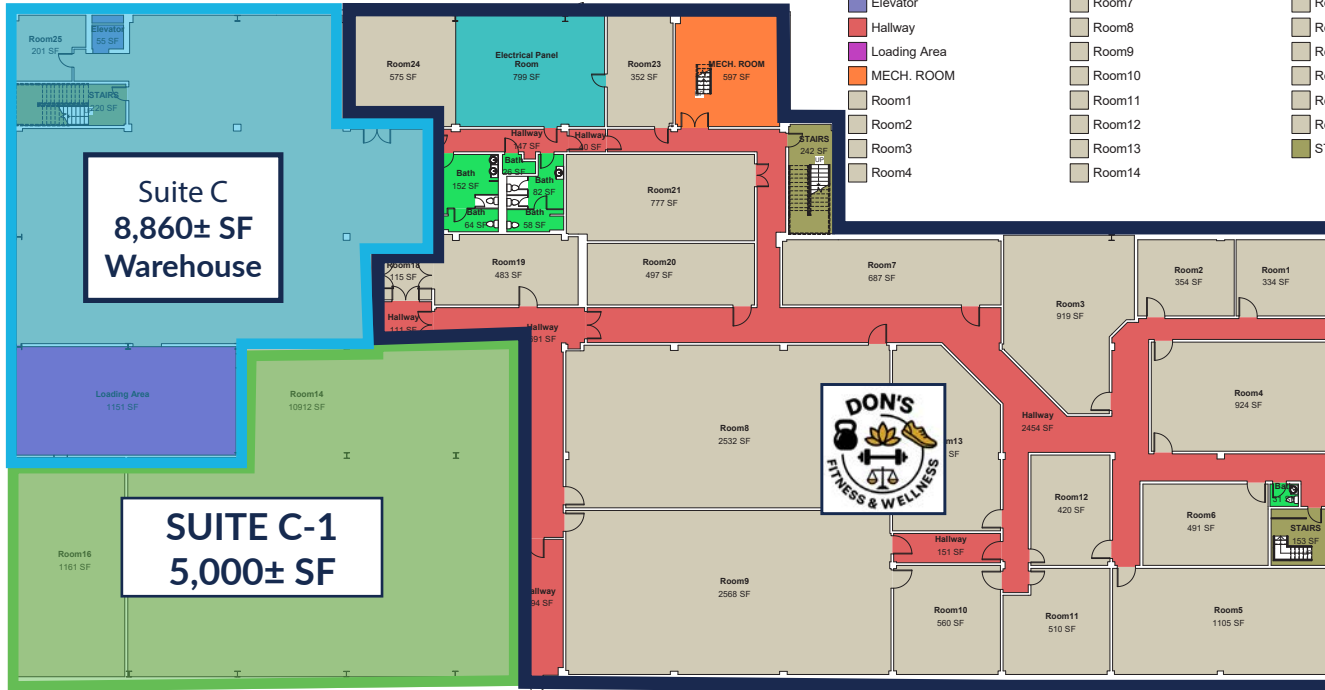 Elevator
Hallway
Loading Area
MECH. ROOM
Room1
Room2
Room3
Room4
Room7
Room8
Room9
Room10
Room11
Room12
Room13
Room14
Room25
201 SF
Elevator
55 SF
STAIRS
220 SF
Suite C
8,860± SF
Warehouse
Loading Area
1151 SF
Room14
10912 SF
Room16
1161 SF
SUITE C-1
5,000± SF
Room24
575 SF
Electrical Panel
Room
799 SF
Room23
352 SF
MECH. ROOM
597 SF
Hallway
147 SF
Hallway
STAIRS
242 SF
UP
Bath
152 SF
Bath
26 SF
Bath
82 SF
Bath
64 SF
Bath
58 SF
Room21
777 SF
Room18
115 SF
Room19
483 SF
Room20
497 SF
Room7
687 SF
Room3
919 SF
Room2
354 SF
Room1
334 SF
Hallway
111 SF
Hallway
Room8
2532 SF
DON'S
FITNESS & WELLNESS
Hallway
2454 SF
Room4
924 SF
Room12
420 SF
Room6
491 SF
Bath
STAIRS
153 SF
Hallway
151 SF
Room9
2568 SF
Room10
560 SF
Room11
510 SF
Room5
1105 SF